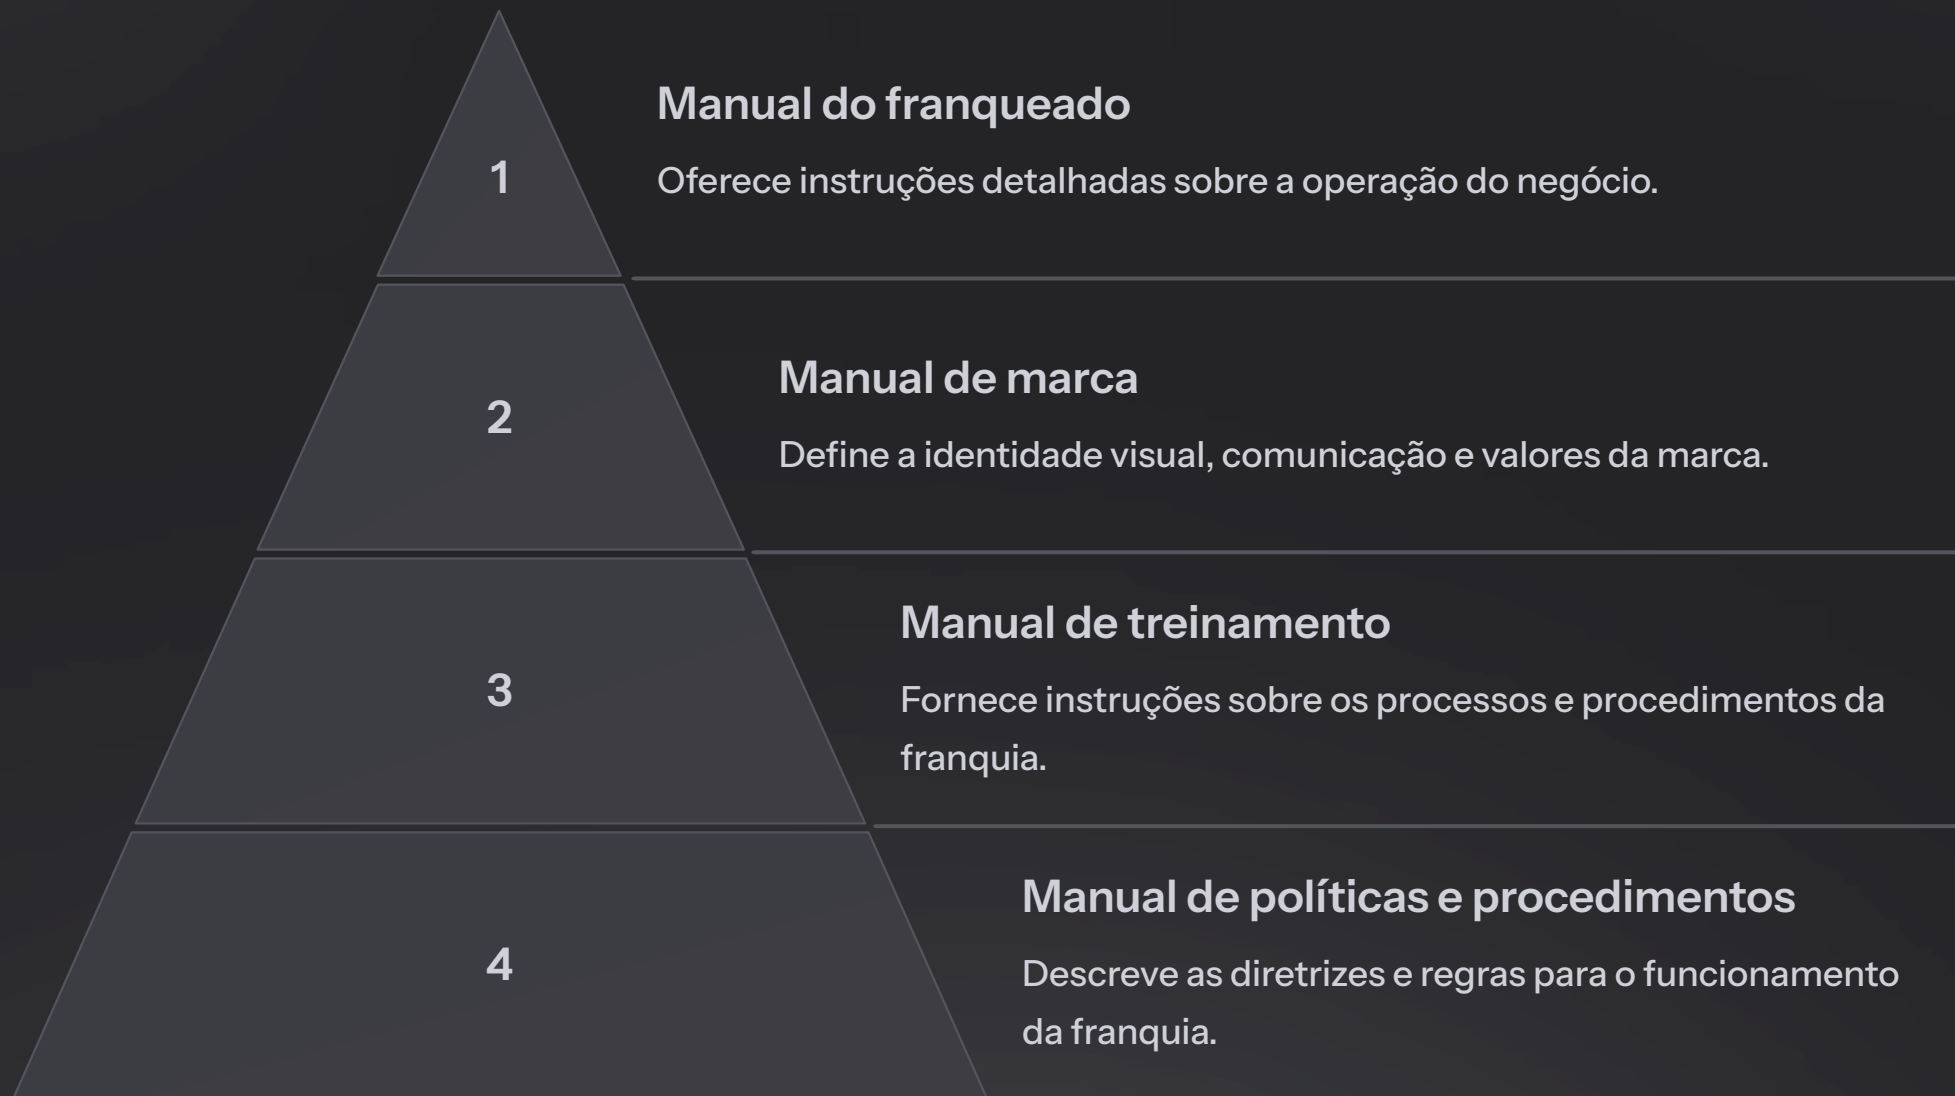 1
Manual do franqueado
Oferece instruções detalhadas sobre a operação do negócio.
2
Manual de marca
Define a identidade visual, comunicação e valores da marca.
3
Manual de treinamento
Fornece instruções sobre os processos e procedimentos da
franquia.
4
Manual de políticas e procedimentos
Descreve as diretrizes e regras para o funcionamento
da franquia.